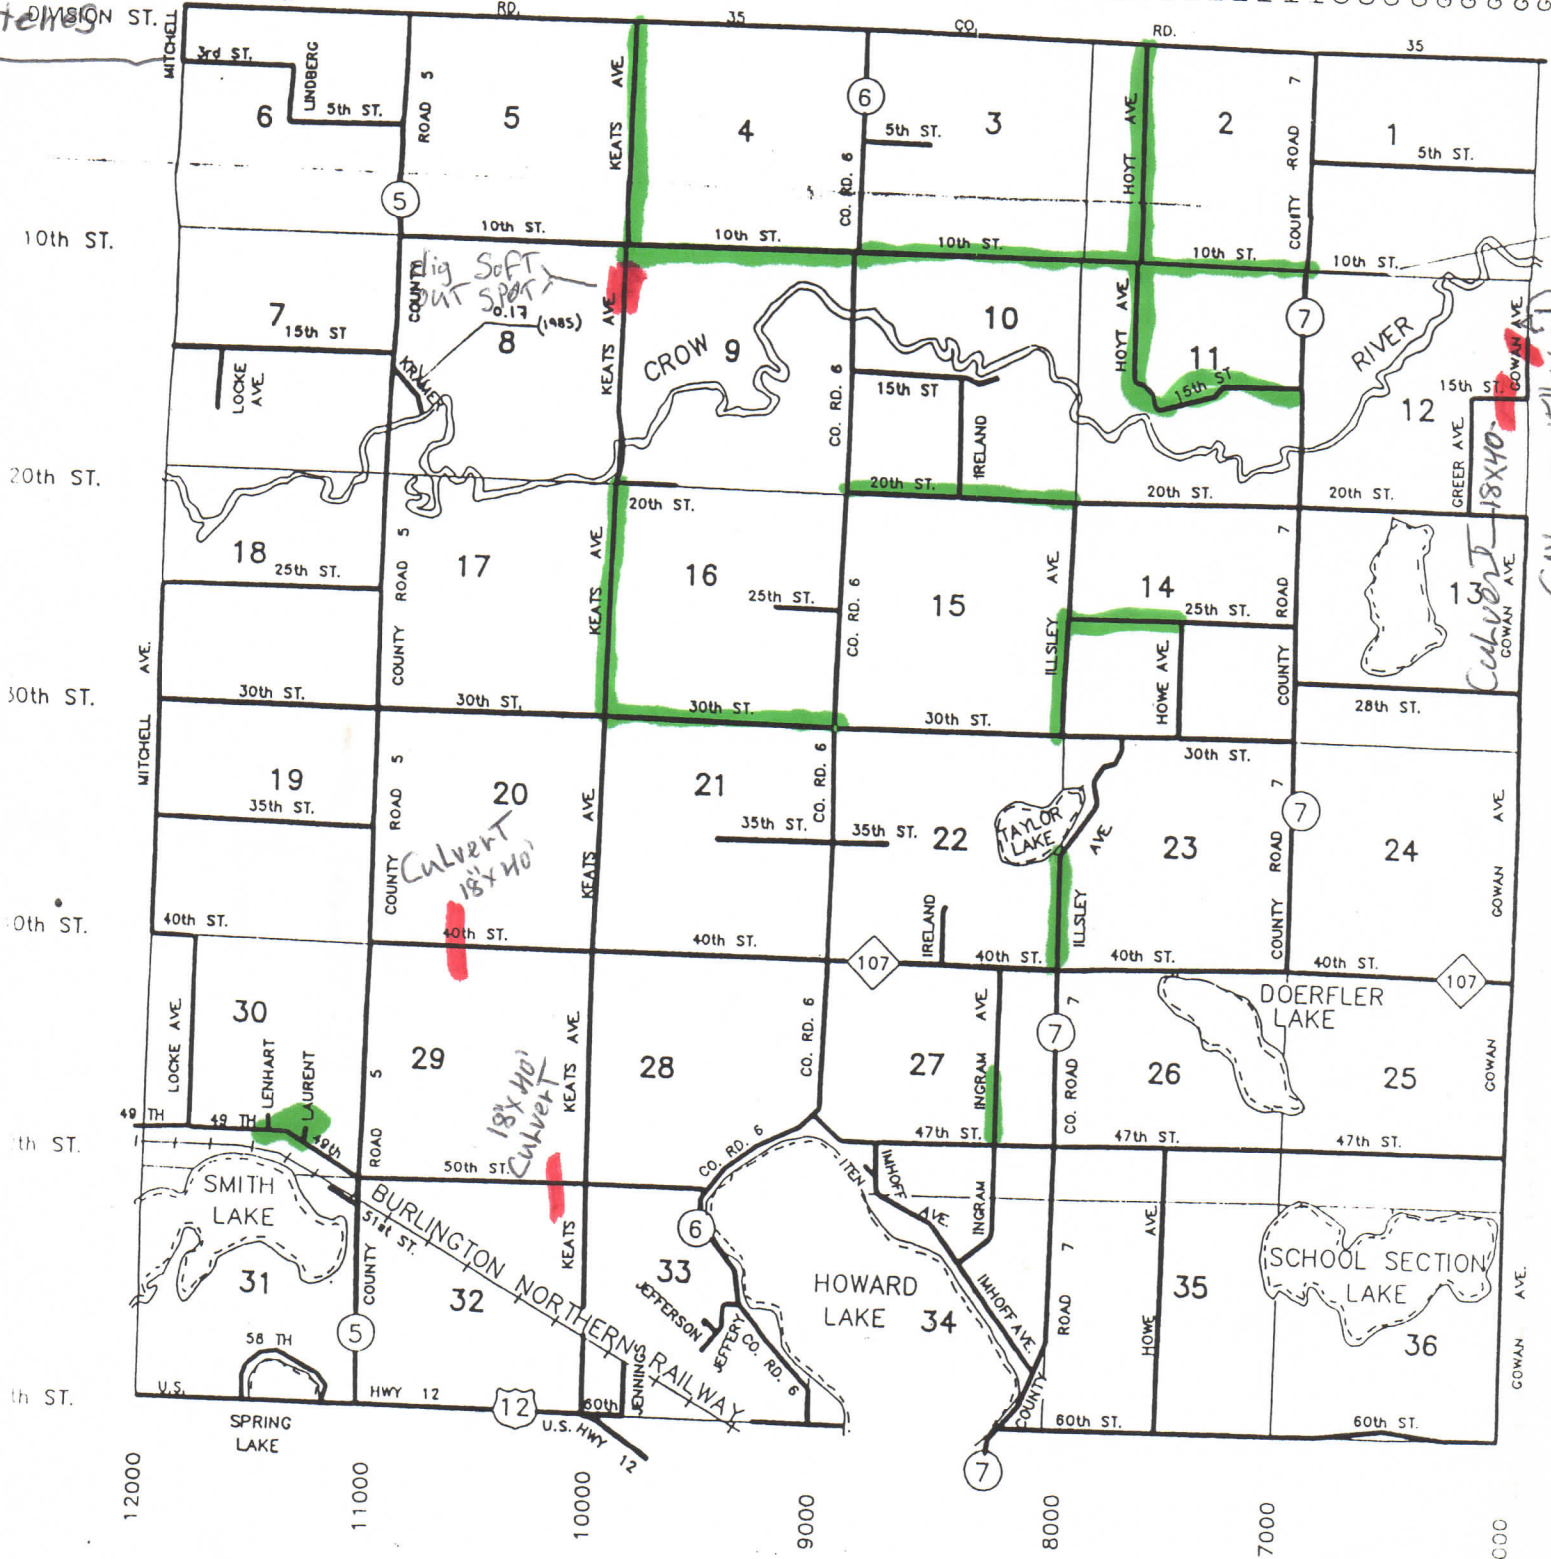 DIVISION ST.
RD.
35
CO.
RD.
35
MITCHELL
3rd ST.
LINDBERG
5th ST.
6
ROAD 5
5
KEATS AVE.
4
6
5th ST.
3
CO. RD. 6
HOYT AVE
2
COUNTY ROAD 7
1
5th ST.
5
10th ST.
10th ST.
10th ST.
10th ST.
10th ST.
10th ST.
COUNTY
dig SOFT
OUT SPOT
0.17
(1985)
7
15th ST
8
KRAMER
LOCKE
AVE.
KEATS AVE
CROW
9
10
CO. RD. 6
15th ST
IRELAND
HOYT AVE.
11
15th ST
7
RIVER
12
15th ST.
GOWAN AVE.
GREER AVE.
Culvert 18X40
20th ST.
20th ST.
20th ST.
20th ST.
20th ST.
18
25th ST.
17
COUNTY ROAD 5
KEATS AVE.
16
25th ST.
CO. RD. 6
15
ILLSLEY AVE.
14
25th ST.
HOWE AVE.
COUNTY ROAD 7
13
GOWAN AVE.
28th ST.
MITCHELL AVE.
30th ST.
30th ST.
30th ST.
30th ST.
30th ST.
19
35th ST.
COUNTY ROAD 5
20
KEATS AVE
21
35th ST.
35th ST.
CO. RD. 6
22
TAYLOR
LAKE
AVE.
23
COUNTY ROAD 7
7
24
GOWAN AVE.
Culvert
18"X40'
40th ST.
40th ST.
40th ST.
107
IRELAND
40th ST.
ILLSLEY
40th ST.
40th ST.
107
DOERFLER
LAKE
LOCKE AVE.
30
LENHART
LAURENT
29
ROAD 5
18"X40'
Culvert
KEATS AVE.
28
CO. RD. 6
27
INGRAM AVE.
7
CO. ROAD 7
26
25
GOWAN
49 TH
49 TH
49th
50th ST.
CO. RD. 6
47th ST.
47th ST.
47th ST.
SMITH
LAKE
51st ST.
BURLINGTON NORTHERN RAILWAY
KEATS
6
ITEN
IMHOFF
AVE.
INGRAM
31
COUNTY
32
33
JEFFERSON
JEFFERY
CO. RD. 6
HOWARD
LAKE
34
IMHOFF AVE.
ROAD 7
HOWE AVE.
35
SCHOOL SECTION
LAKE
36
GOWAN AVE.
5
58 TH
U.S.
HWY 12
12
U.S. HWY 12
60th
JENNINGS
COUNTY
60th ST.
60th ST.
SPRING
LAKE
7
12000
11000
10000
9000
8000
7000